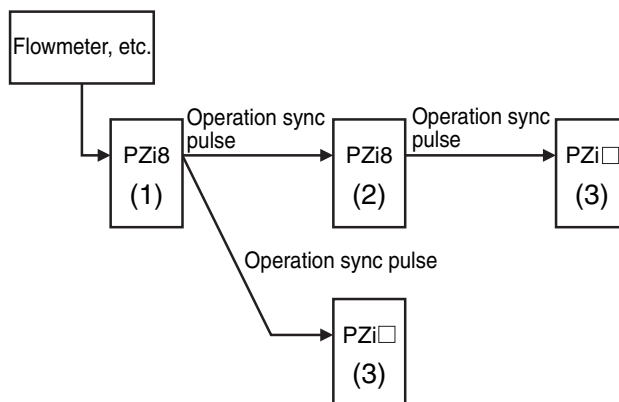 Flowmeter, etc.
Operation sync
pulse
Operation sync
pulse
PZi8
(1)
PZi8
(2)
PZi□
(3)
Operation sync pulse
PZi□
(3)